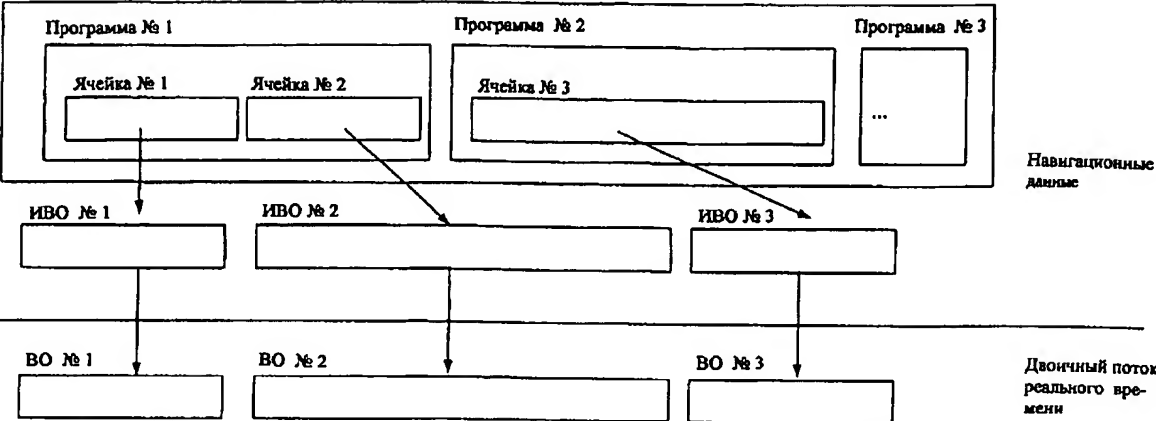 Программа № 1
Программа № 2
Программа № 3
Ячейка № 1
Ячейка № 2
Ячейка № 3
...
Навигационные
данные
ИВО № 1
ИВО № 2
ИВО № 3
ВО № 1
ВО № 2
ВО № 3
Двоичный поток
реального вре-
мени